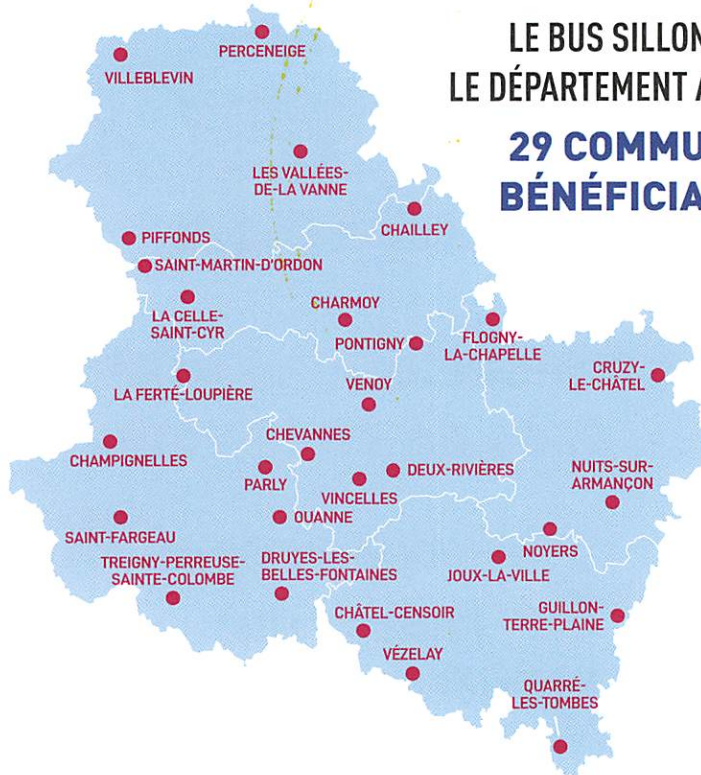 LE BUS SILLON
LE DÉPARTEMENT A
29 COMMU
BÉNÉFICIA
PERCENEIGE
VILLEBLEVIN
LES VALLÉES-
DE-LA VANNE
CHAILLEY
PIFFONDS
SAINT-MARTIN-D'ORDON
LA CELLE-
SAINT-CYR
CHARMOY
PONTIGNY
FLOGNY-
LA-CHAPELLE
CRUZY-
LE-CHÂTEL
LA FERTÉ-LOUPIÈRE
VENOY
CHEVANNES
CHAMPIGNELLES
PARLY
VINCELLES
DEUX-RIVIÈRES
NUITS-SUR-
ARMANÇON
SAINT-FARGEAU
OUANNE
NOYERS
TREIGNY-PERREUSE-
SAINTE-COLOMBE
DRUYES-LES-
BELLES-FONTAINES
JOUX-LA-VILLE
CHÂTEL-CENSOIR
GUILLON-
TERRE-PLAINE
VÉZELAY
QUARRÉ-
LES-TOMBES